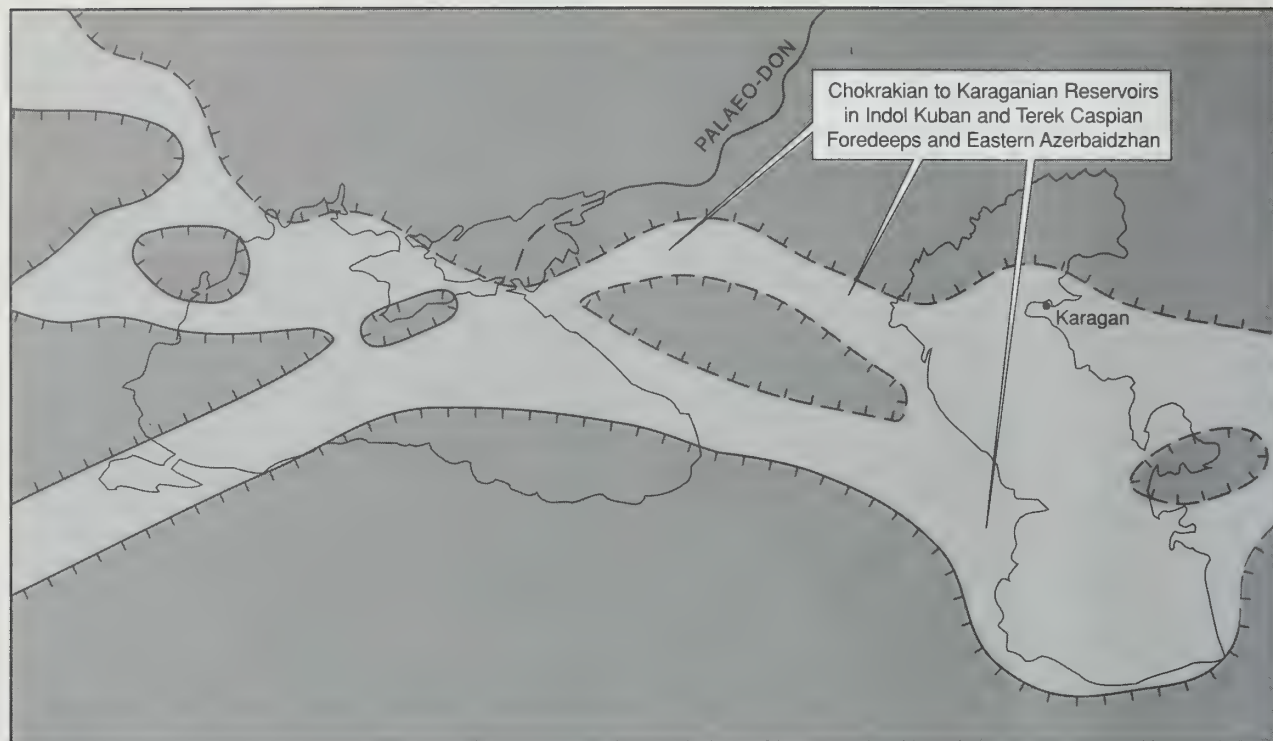 PALAEO-DON
Chokrakian to Karaganian Reservoirs
in Indol Kuban and Terek Caspian
Foredeeps and Eastern Azerbaidzhan
Karagan